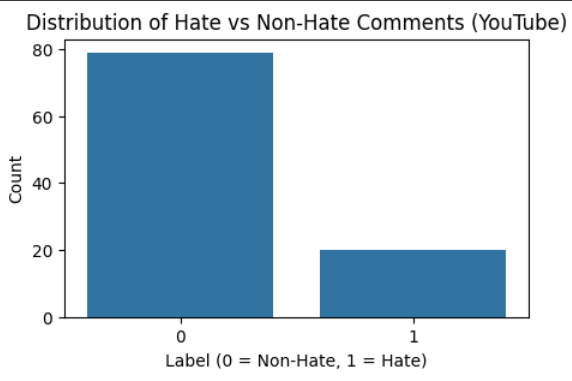 Distribution of Hate vs Non-Hate Comments (YouTube)
80
60
40
20
0
Count
0 1
Label (0 = Non-Hate, 1 = Hate)